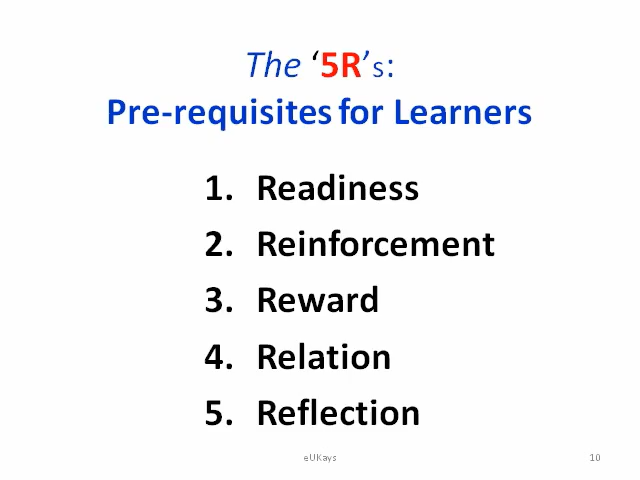 The ‘5R’s:
Pre-requisites for Learners
1. Readiness
2. Reinforcement
3. Reward
4. Relation
5. Reflection
eUKays
10